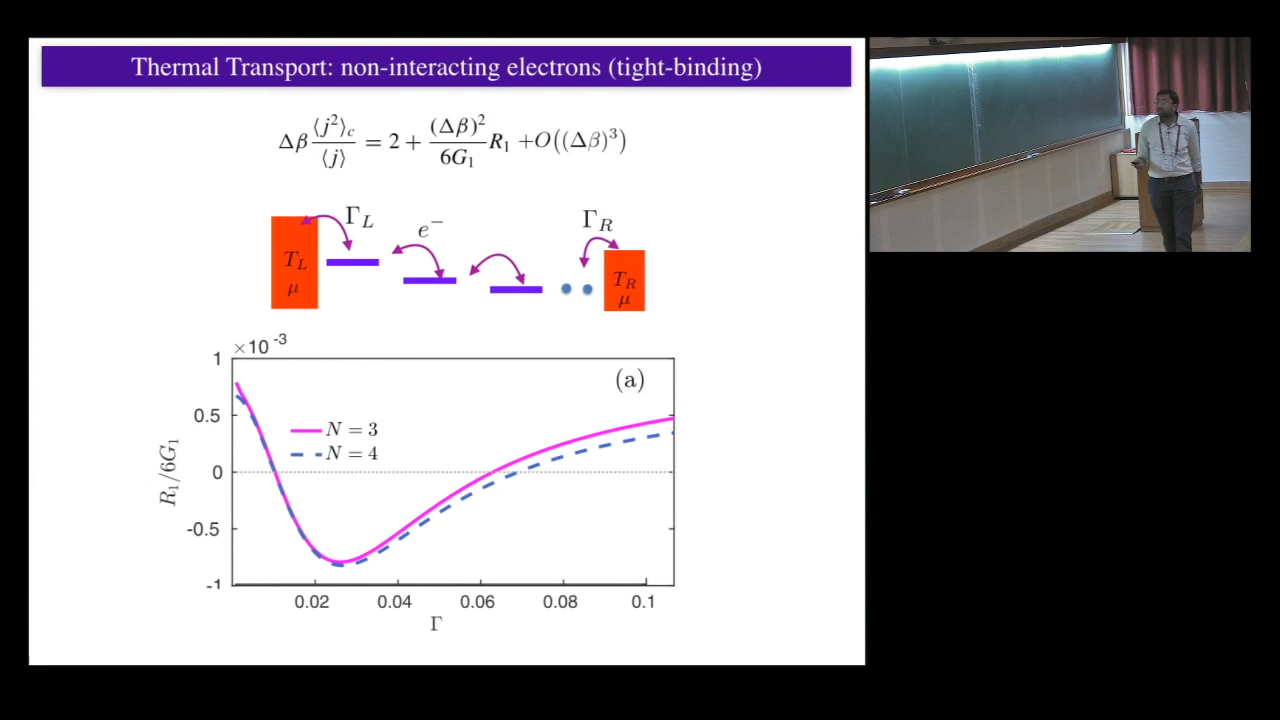 Thermal Transport: non-interacting electrons (tight-binding)
Δβ ⟨j²⟩c / ⟨j⟩ = 2 + (Δβ)² / 6G₁ R₁ + O((Δβ)³)
Γ_L
e⁻
Γ_R
T_L
μ
T_R
μ
×10⁻³
(a)
1
0.5
0
-0.5
-1
N = 3
N = 4
R₁/6G₁
0.02 0.04 0.06 0.08 0.1
Γ